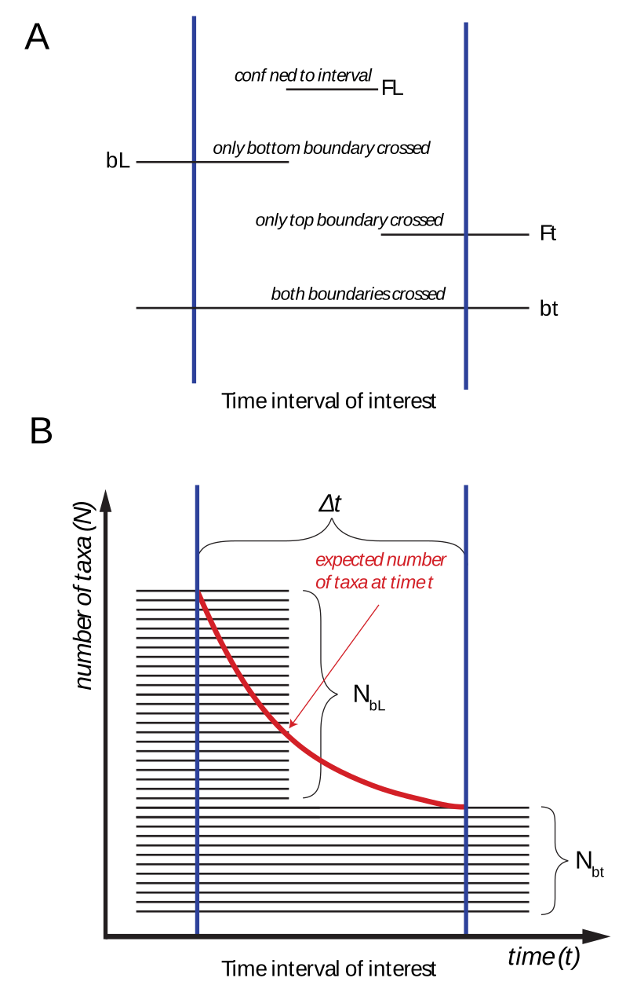 A
conf ned to interval
FL
only bottom boundary crossed
bL
only top boundary crossed
Ft
both boundaries crossed
bt
Time interval of interest
B
Δt
number of taxa (N)
expected number
of taxa at time t
NbL
Nbt
time (t)
Time interval of interest